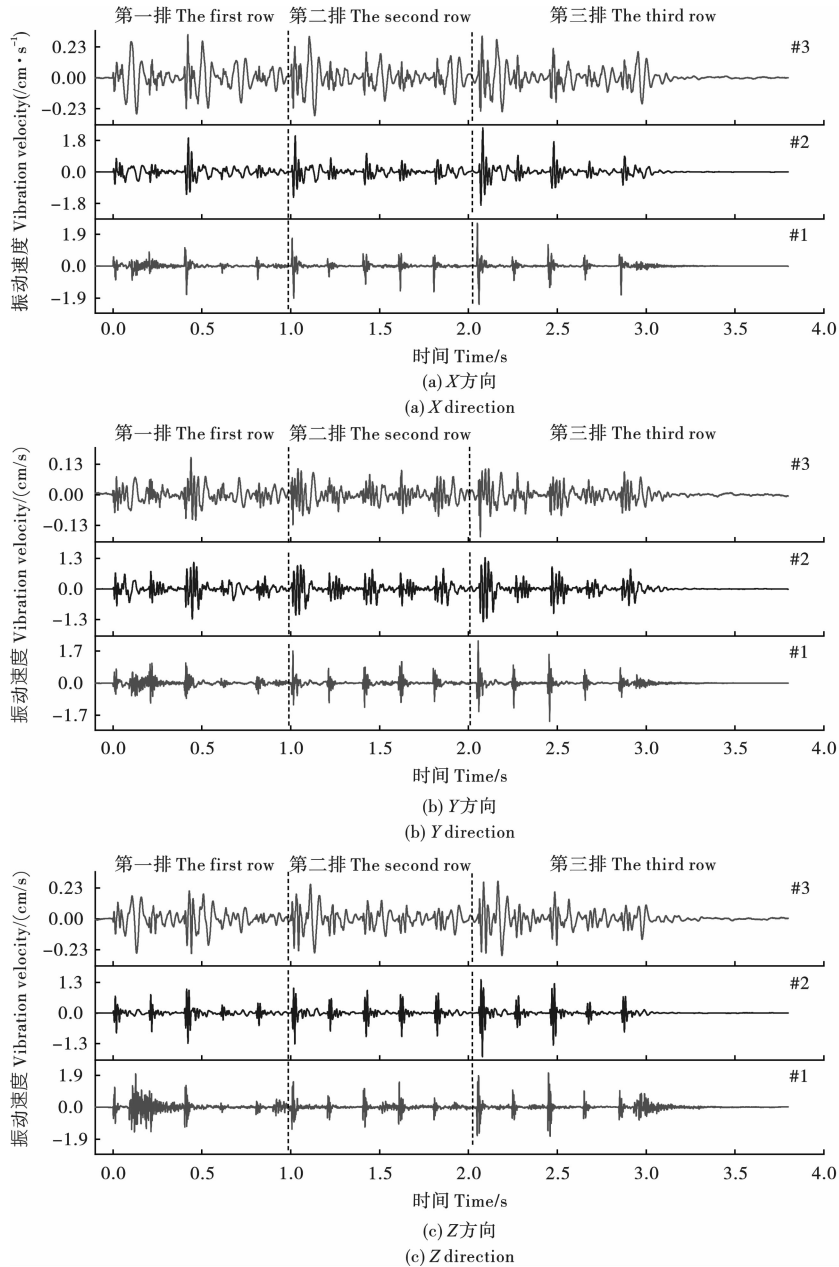 第一排 The first row 第二排 The second row 第三排 The third row
振动速度 Vibration velocity(/cm·s⁻¹)
0.23
0.00
−0.23
#3
1.8
0.0
−1.8
#2
1.9
0.0
−1.9
#1
0.0 0.5 1.0 1.5 2.0 2.5 3.0 3.5 4.0
时间 Time/s
(a) X方向
(a) X direction
第一排 The first row 第二排 The second row 第三排 The third row
振动速度 Vibration velocity/(cm/s)
0.13
0.00
−0.13
#3
1.3
0.0
−1.3
#2
1.7
0.0
−1.7
#1
0.0 0.5 1.0 1.5 2.0 2.5 3.0 3.5 4.0
时间 Time/s
(b) Y方向
(b) Y direction
第一排 The first row 第二排 The second row 第三排 The third row
振动速度 Vibration velocity/(cm/s)
0.23
0.00
−0.23
#3
1.3
0.0
−1.3
#2
1.9
0.0
−1.9
#1
0.0 0.5 1.0 1.5 2.0 2.5 3.0 3.5 4.0
时间 Time/s
(c) Z方向
(c) Z direction